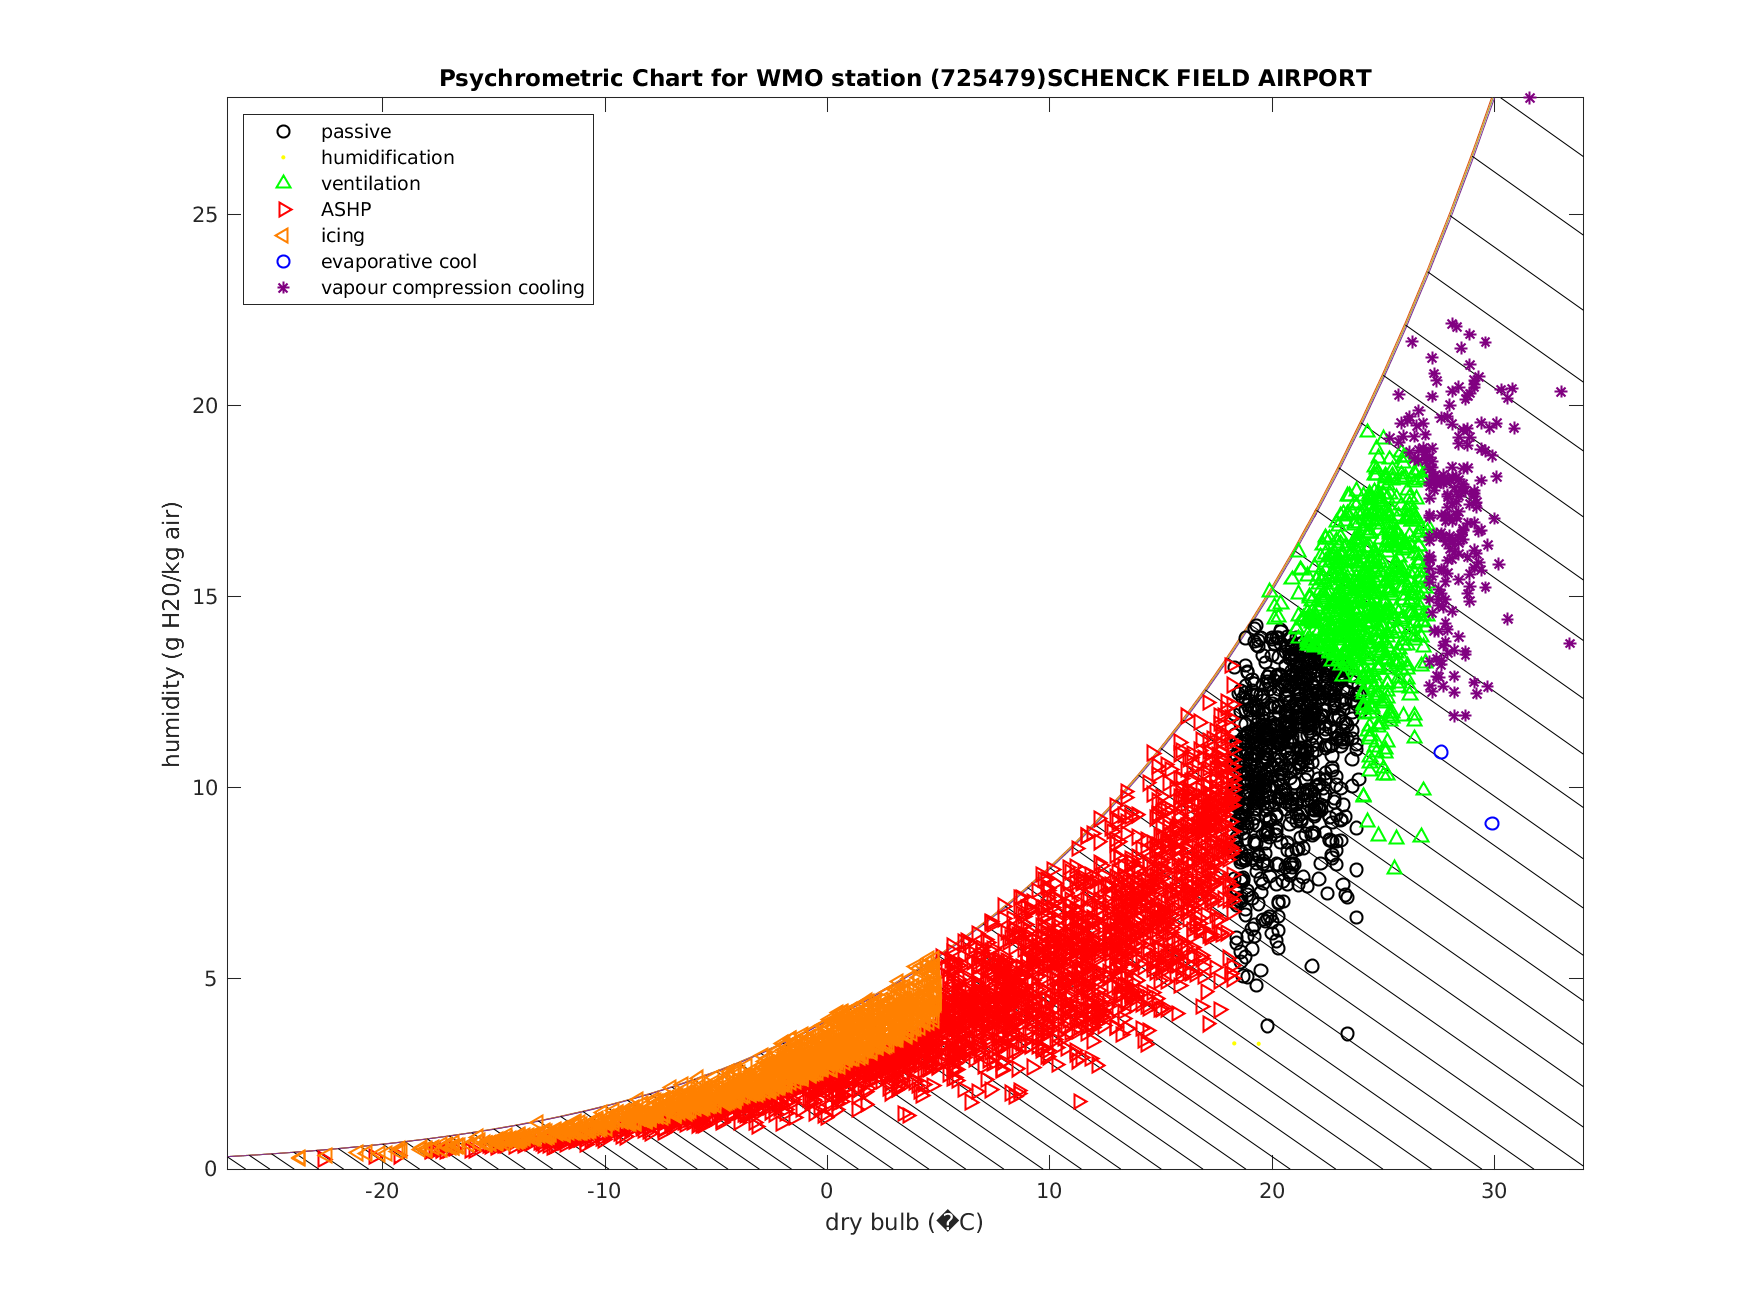 Psychrometric Chart for WMO station (725479)SCHENCK FIELD AIRPORT
passive
humidification
ventilation
ASHP
icing
evaporative cool
vapour compression cooling
humidity (g H20/kg air)
25
20
15
10
5
0
-20
-10
0
10
20
30
dry bulb (�C)